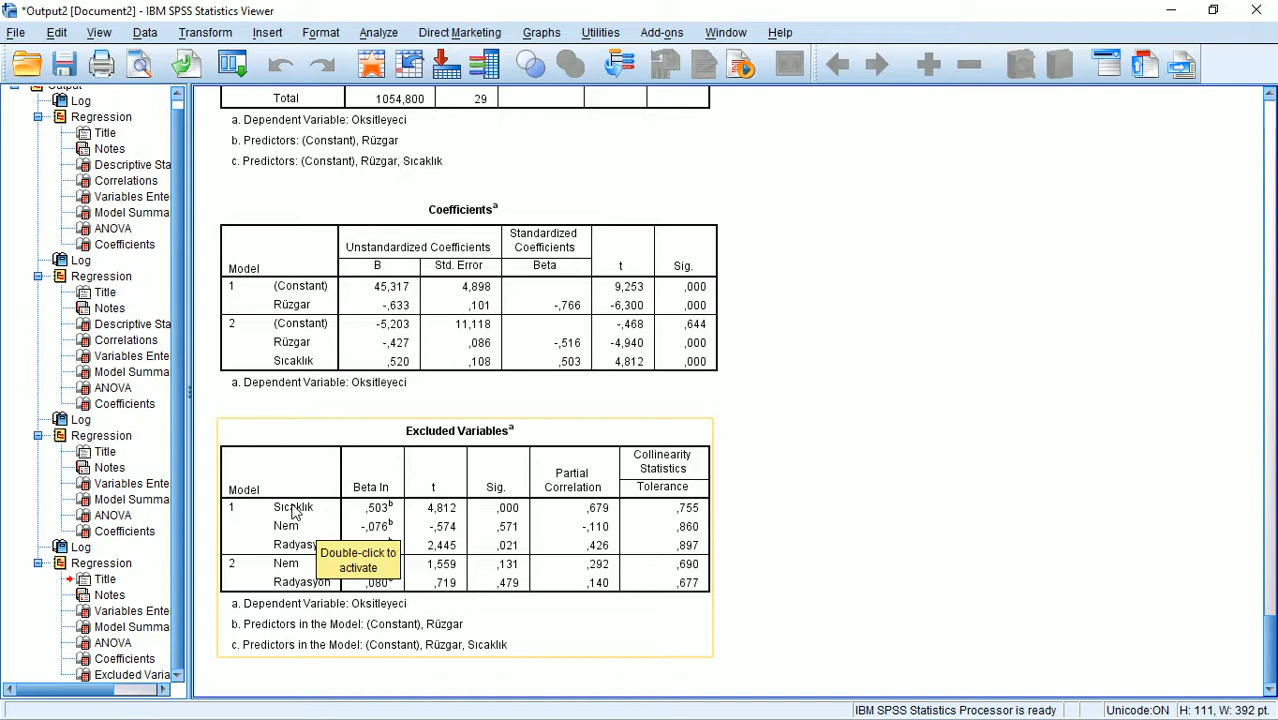 *Output2 [Document2] - IBM SPSS Statistics Viewer
File Edit View Data Transform Insert Format Analyze Direct Marketing Graphs Utilities Add-ons Window Help
Output
Log
Regression
Title
Notes
Descriptive Sta
Correlations
Variables Ente
Model Summa
ANOVA
Coefficients
Log
Regression
Title
Notes
Descriptive Sta
Correlations
Variables Ente
Model Summa
ANOVA
Coefficients
Log
Regression
Title
Notes
Variables Ente
Model Summa
ANOVA
Coefficients
Log
Regression
Title
Notes
Variables Ente
Model Summa
ANOVA
Coefficients
Excluded Varia
Total 1054,800 29
a. Dependent Variable: Oksitleyeci
b. Predictors: (Constant), Rüzgar
c. Predictors: (Constant), Rüzgar, Sıcaklık
Coefficientsa
Model Unstandardized Coefficients Standardized Coefficients t Sig.
B Std. Error Beta
1 (Constant) 45,317 4,898 9,253 ,000
Rüzgar -,633 ,101 -,766 -6,300 ,000
2 (Constant) -5,203 11,118 -,468 ,644
Rüzgar -,427 ,086 -,516 -4,940 ,000
Sıcaklık ,520 ,108 ,503 4,812 ,000
a. Dependent Variable: Oksitleyeci
Excluded Variablesa
Model Beta In t Sig. Partial Correlation Collinearity Statistics
Tolerance
1 Sıcaklık ,503b 4,812 ,000 ,679 ,755
Nem -,076b -,574 ,571 -,110 ,860
Radyasy 2,445 ,021 ,426 ,897
2 Nem 1,559 ,131 ,292 ,690
Radyasyon ,080c ,719 ,479 ,140 ,677
Double-click to
activate
a. Dependent Variable: Oksitleyeci
b. Predictors in the Model: (Constant), Rüzgar
c. Predictors in the Model: (Constant), Rüzgar, Sıcaklık
IBM SPSS Statistics Processor is ready Unicode:ON H: 111, W: 392 pt.